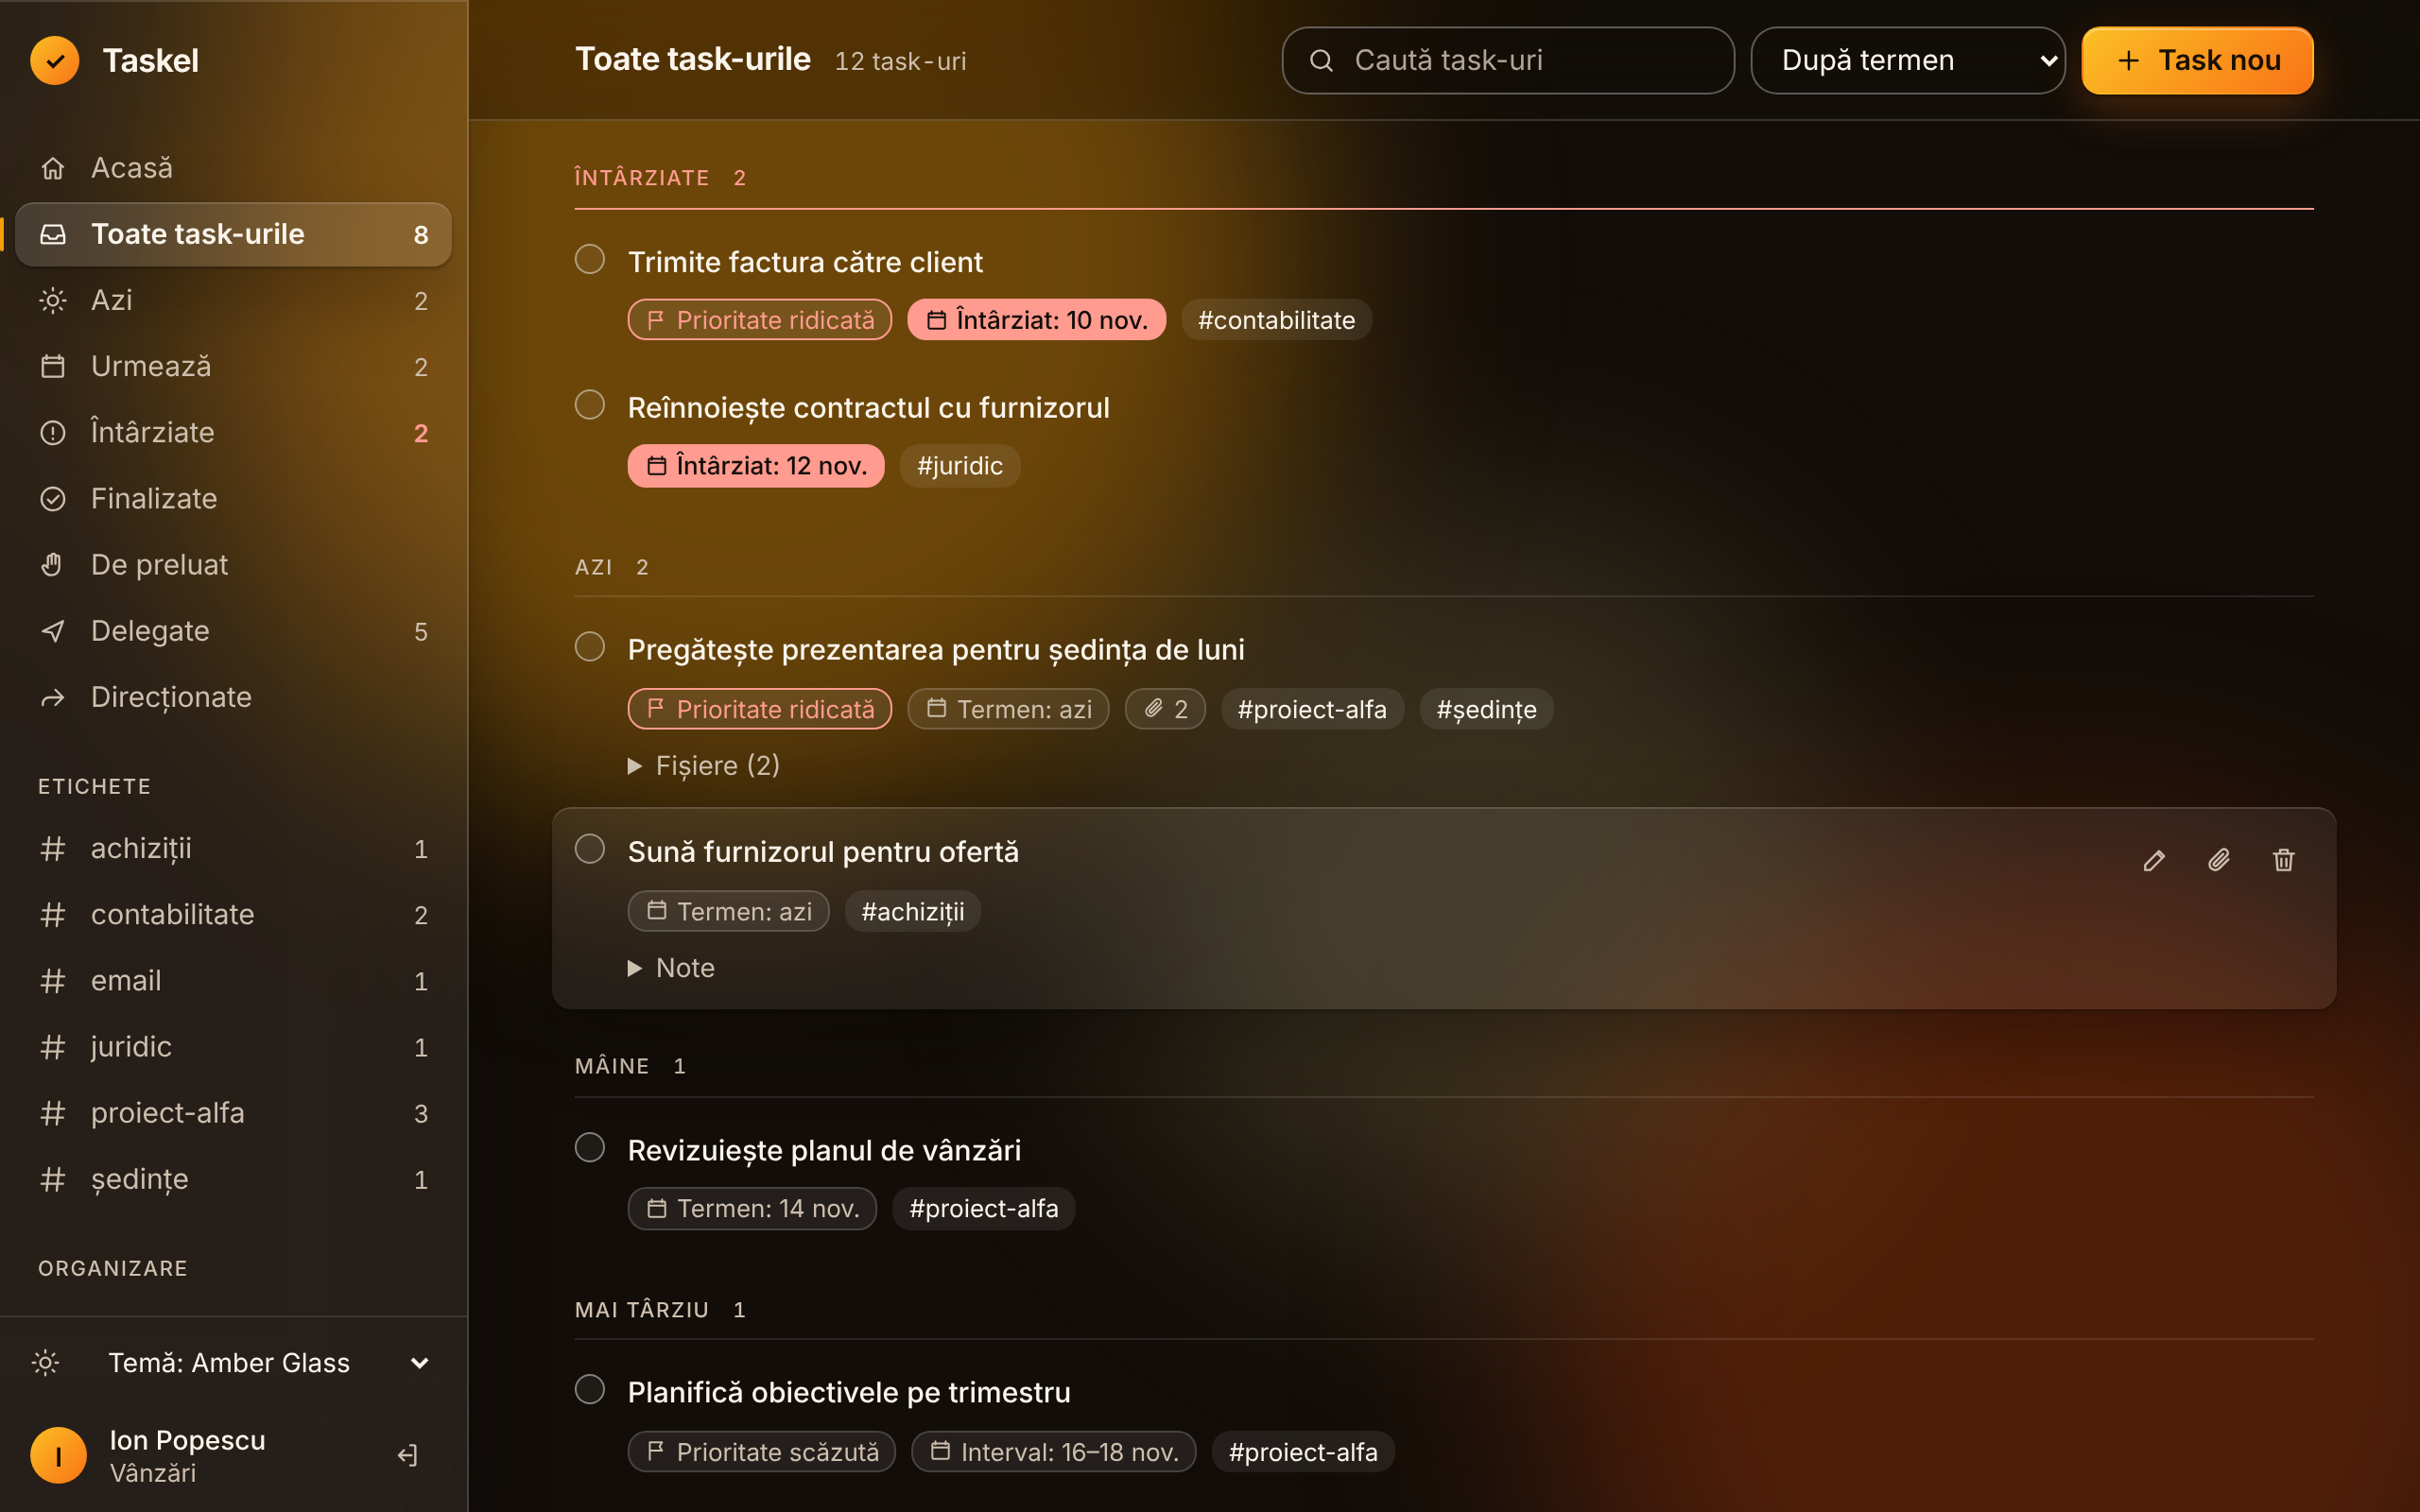 Taskel
Acasă
Toate task-urile 8
Azi 2
Urmează 2
Întârziate 2
Finalizate
De preluat
Delegate 5
Direcționate
ETICHETE
# achiziții 1
# contabilitate 2
# email 1
# juridic 1
# proiect-alfa 3
# ședințe 1
ORGANIZARE
Temă: Amber Glass
I
Ion Popescu
Vânzări
Toate task-urile 12 task-uri
Caută task-uri
După termen
+ Task nou
ÎNTÂRZIATE 2
Trimite factura către client
Prioritate ridicată Întârziat: 10 nov. #contabilitate
Reînnoiește contractul cu furnizorul
Întârziat: 12 nov. #juridic
AZI 2
Pregătește prezentarea pentru ședința de luni
Prioritate ridicată Termen: azi 2 #proiect-alfa #ședințe
Fișiere (2)
Sună furnizorul pentru ofertă
Termen: azi #achiziții
Note
MÂINE 1
Revizuiește planul de vânzări
Termen: 14 nov. #proiect-alfa
MAI TÂRZIU 1
Planifică obiectivele pe trimestru
Prioritate scăzută Interval: 16–18 nov. #proiect-alfa